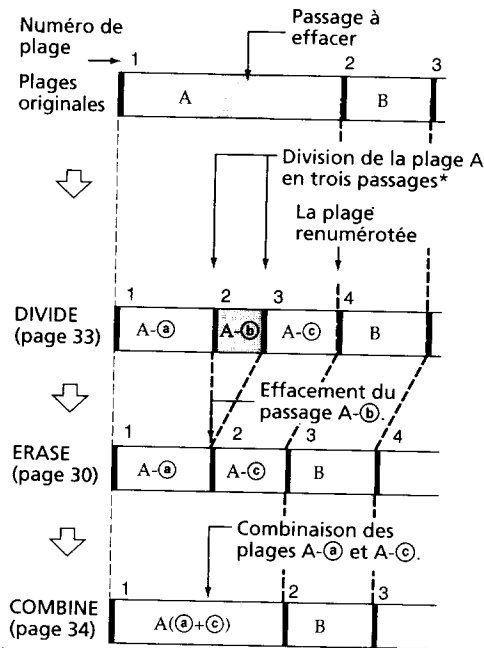 Numéro de
plage
Passage à
effacer
1 2 3
Plages
originales
A B
Division de la plage A
en trois passages*
La plage
renumérotée
1 2 3 4
DIVIDE
(page 33)
A-ⓐ A-ⓑ A-ⓒ B
Effacement du
passage A-ⓑ.
1 2 3 4
ERASE
(page 30)
A-ⓐ A-ⓒ B
Combinaison des
plages A-ⓐ et A-ⓒ.
1 2 3
COMBINE
(page 34)
A(ⓐ+ⓒ) B